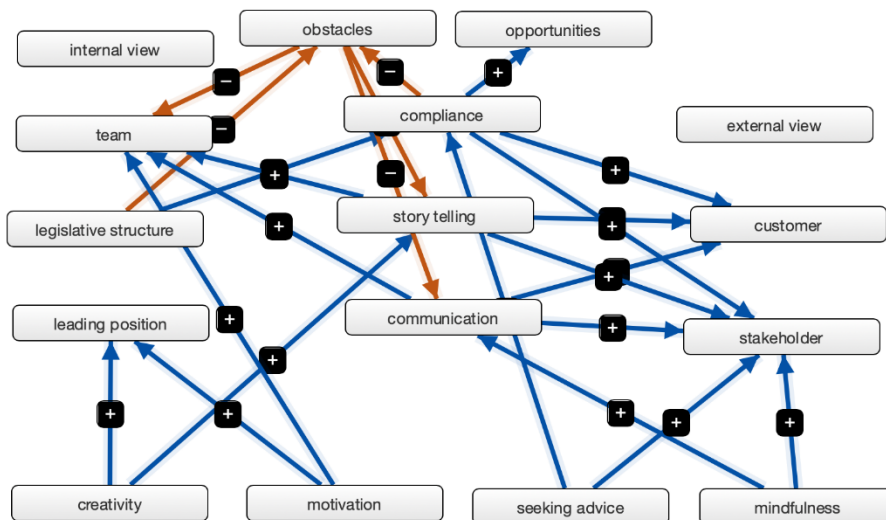 obstacles
opportunities
internal view
−
−
+
compliance
team
−
external view
−
+
+
story telling
legislative structure
+
+
customer
+
+
leading position
communication
+
+
stakeholder
+
+
+
+
+
+
creativity
motivation
seeking advice
mindfulness